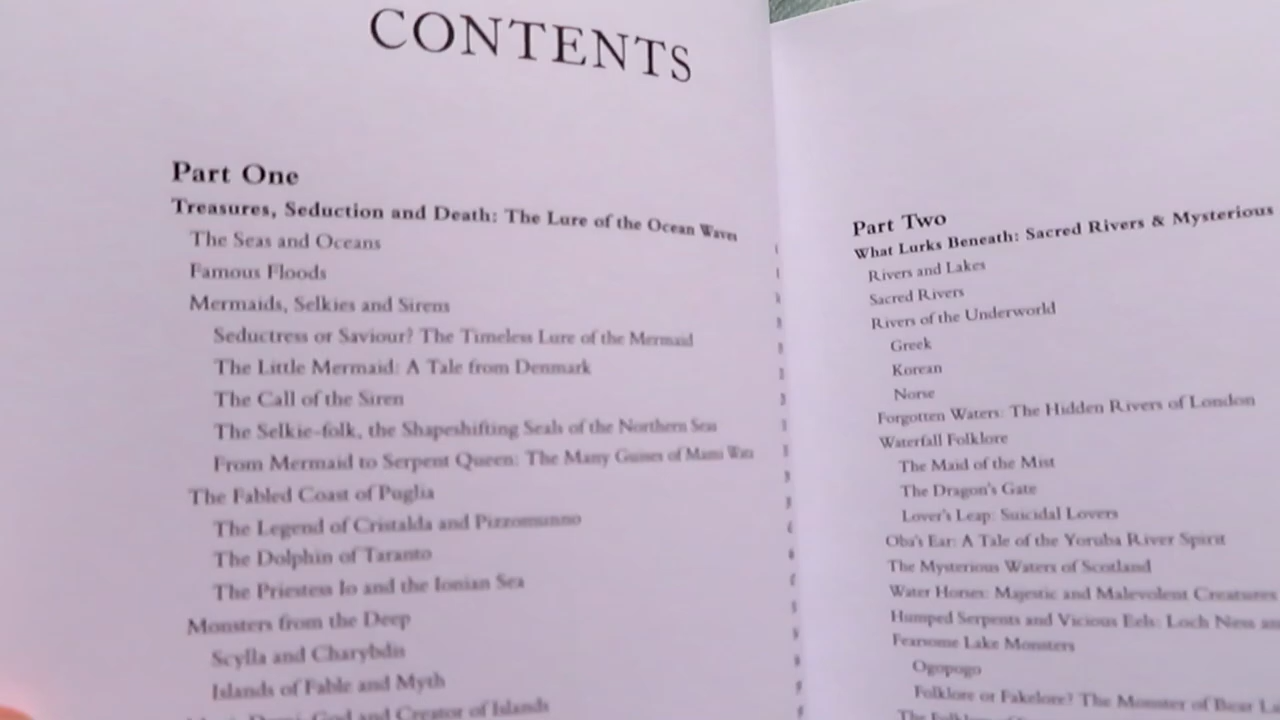 CONTENTS
Part One
Treasures, Seduction and Death: The Lure of the Ocean Waves
The Seas and Oceans
Famous Floods
Mermaids, Selkies and Sirens
Seductress or Saviour? The Timeless Lure of the Mermaid
The Little Mermaid: A Tale from Denmark
The Call of the Siren
The Selkie-folk, the Shapeshifting Seals of the Northern Seas
From Mermaid to Serpent Queen: The Many Guises of Mami Wata
The Fabled Coast of Puglia
The Legend of Cristalda and Pizzomunno
The Dolphin of Taranto
The Priestess Io and the Ionian Sea
Monsters from the Deep
Scylla and Charybdis
Islands of Fable and Myth
Demi-God and Creator of Islands
Part Two
What Lurks Beneath: Sacred Rivers & Mysterious
Rivers and Lakes
Sacred Rivers
Rivers of the Underworld
Greek
Korean
Norse
Forgotten Waters: The Hidden Rivers of London
Waterfall Folklore
The Maid of the Mist
The Dragon's Gate
Lover's Leap: Suicidal Lovers
Oba's Ear: A Tale of the Yoruba River Spirit
The Mysterious Waters of Scotland
Water Horses: Majestic and Malevolent Creatures
Humped Serpents and Vicious Eels: Loch Ness
Fearsome Lake Monsters
Ogopogo
Folklore or Fakelore? The Monster of Bear